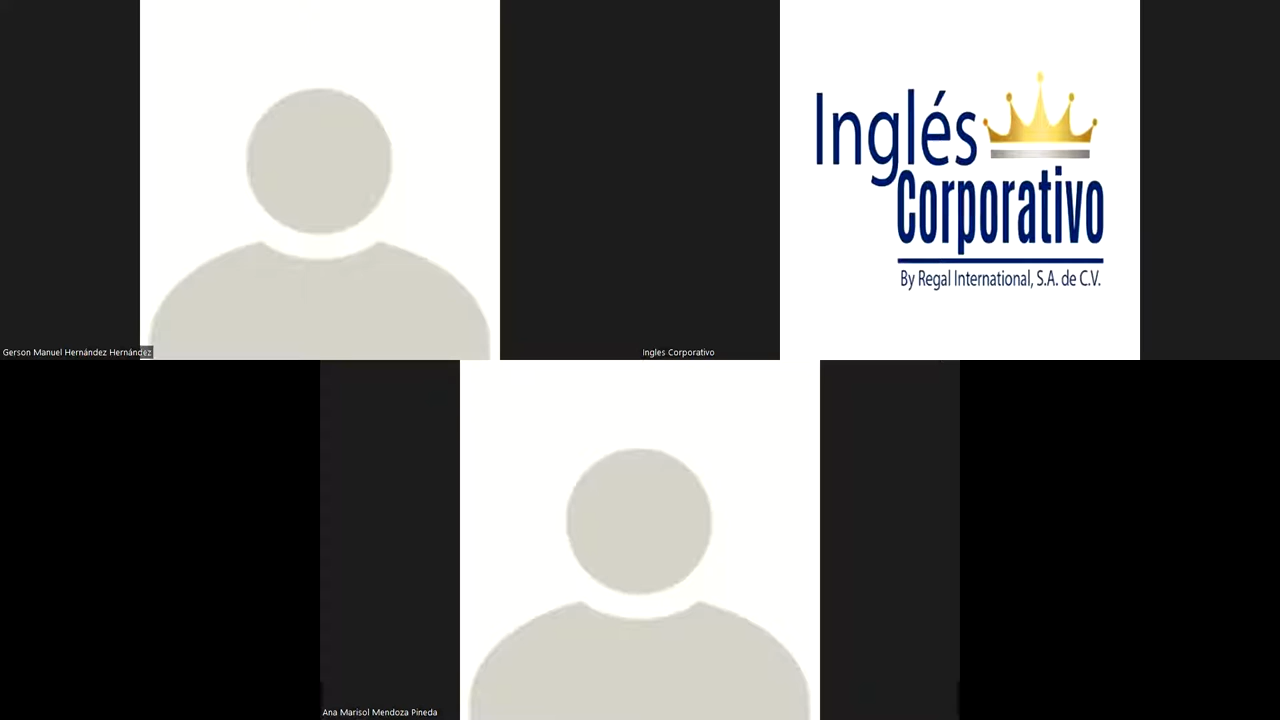 Inglés
Corporativo
By Regal International, S.A. de C.V.
Gerson Manuel Hernández Hernández
Ingles Corporativo
Ana Marisol Mendoza Pineda